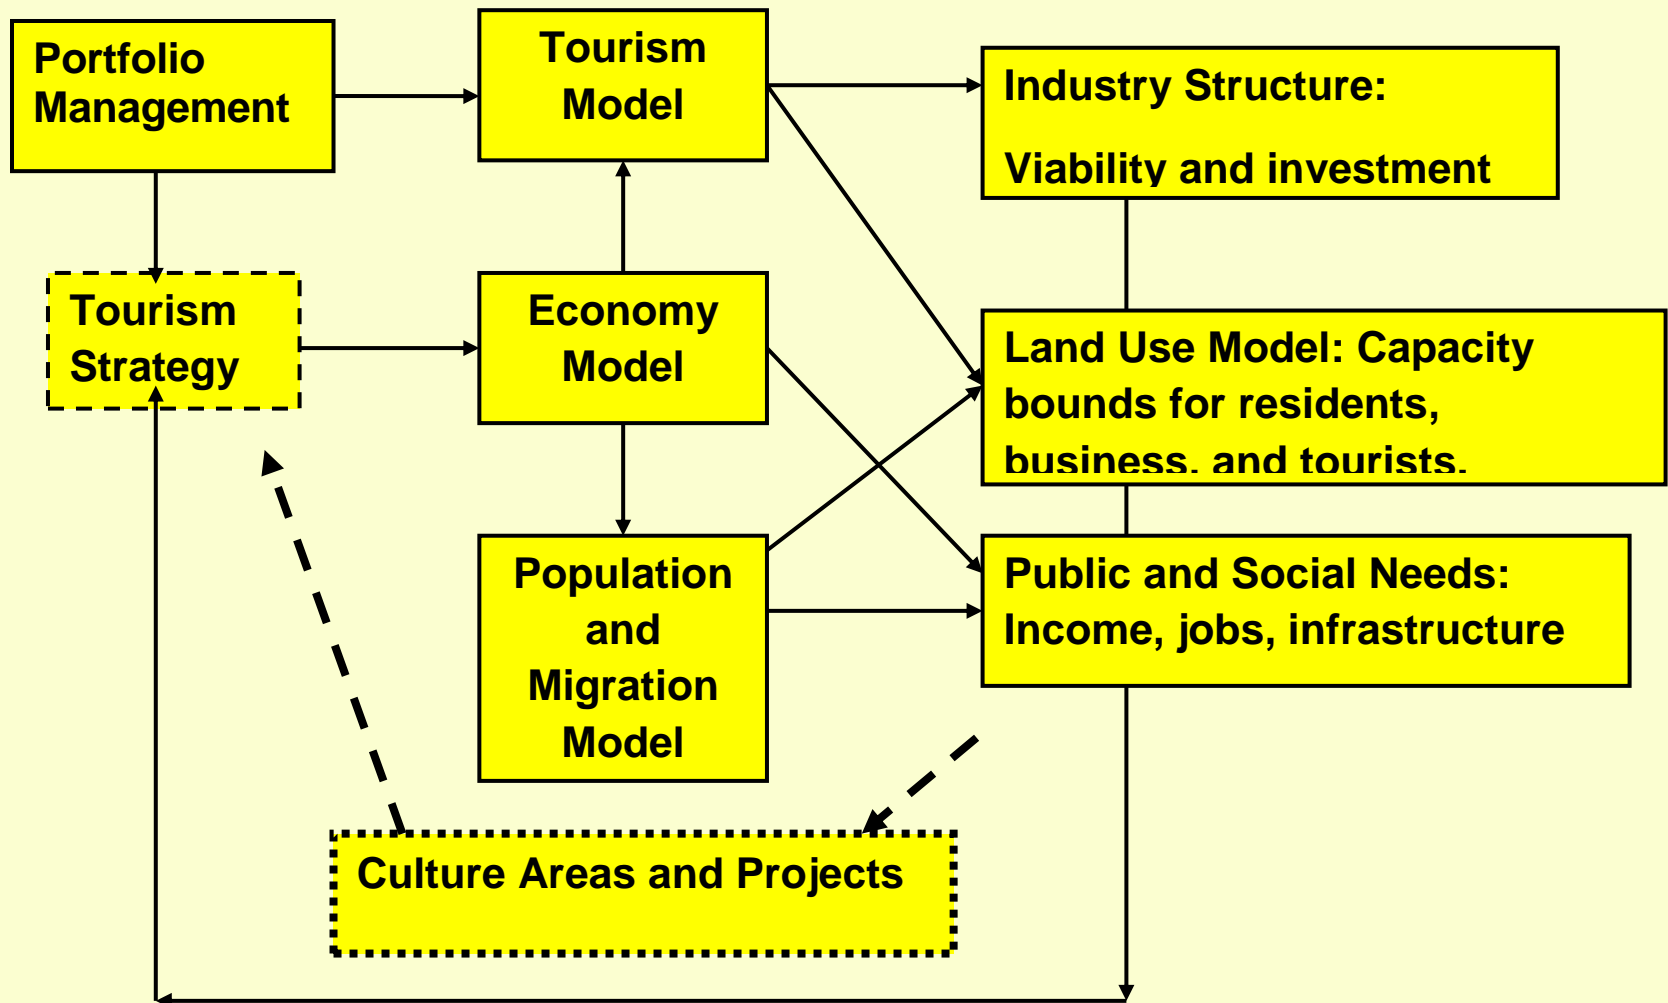 Portfolio
Management
Tourism
Model
Industry Structure:
Viability and investment
Tourism
Strategy
Economy
Model
Land Use Model: Capacity
bounds for residents,
business, and tourists.
Population
and
Migration
Model
Public and Social Needs:
Income, jobs, infrastructure
Culture Areas and Projects